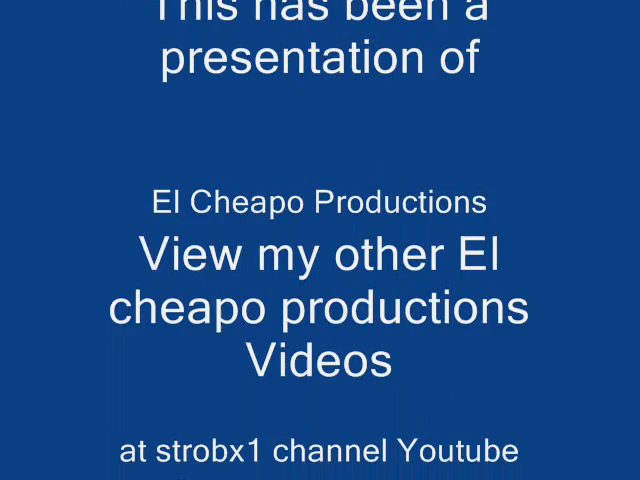 This has been a
presentation of
El Cheapo Productions
View my other El
cheapo productions
Videos
at strobx1 channel Youtube